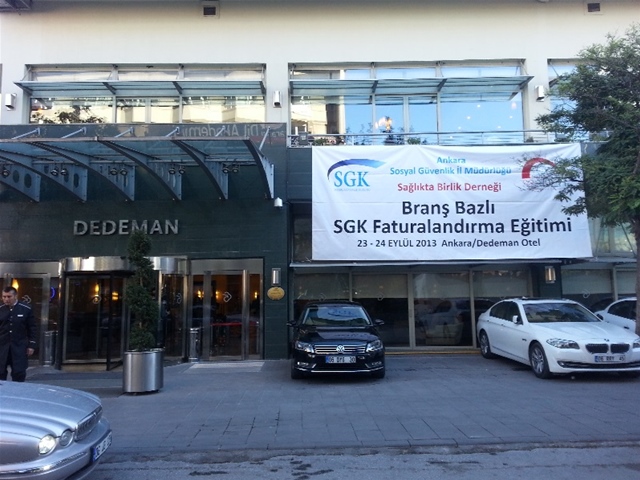 DEDEMAN
SGK
Ankara
Sosyal Güvenlik İl Müdürlüğü
Sağlıkta Birlik Derneği
Branş Bazlı
SGK Faturalandırma Eğitimi
23 - 24 EYLÜL 2013 Ankara/Dedeman Otel